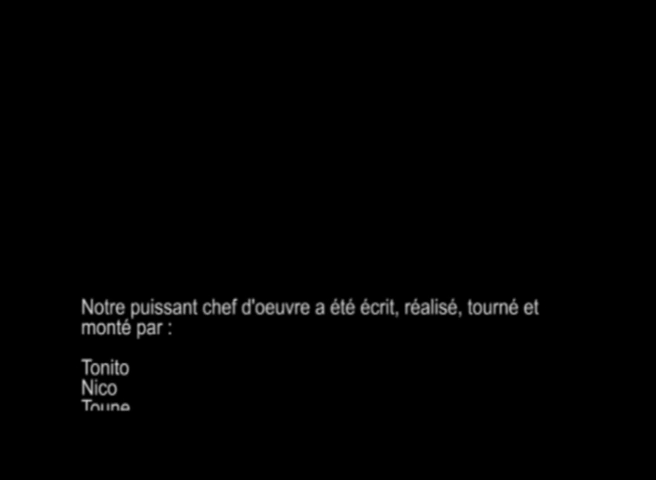 Notre puissant chef d'oeuvre a été écrit, réalisé, tourné et
monté par :
Tonito
Nico